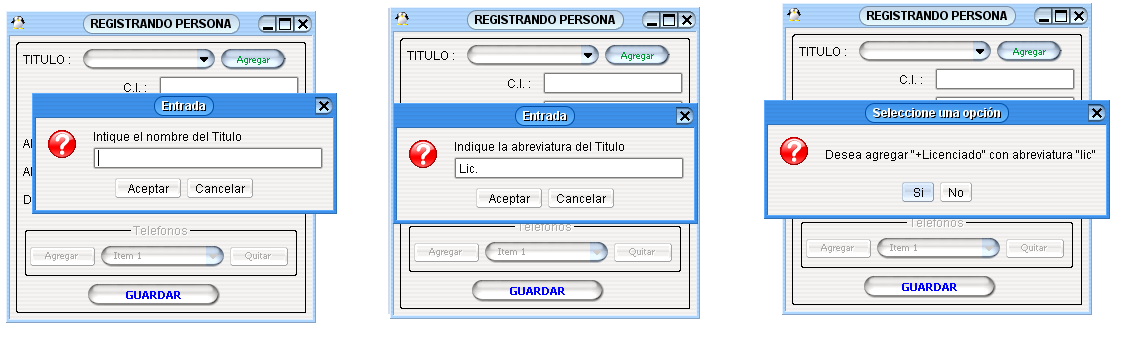 REGISTRANDO PERSONA
TITULO :
Agregar
C.I. :
Entrada
Intique el nombre del Titulo
Aceptar
Cancelar
Telefonos
Agregar
Item 1
Quitar
GUARDAR
REGISTRANDO PERSONA
TITULO :
Agregar
C.I. :
Entrada
Indique la abreviatura del Titulo
Lic.
Aceptar
Cancelar
Telefonos
Agregar
Item 1
Quitar
GUARDAR
REGISTRANDO PERSONA
TITULO :
Agregar
C.I. :
Seleccione una opción
Desea agregar "+Licenciado" con abreviatura "lic"
Si
No
Agregar
Item 1
Quitar
GUARDAR